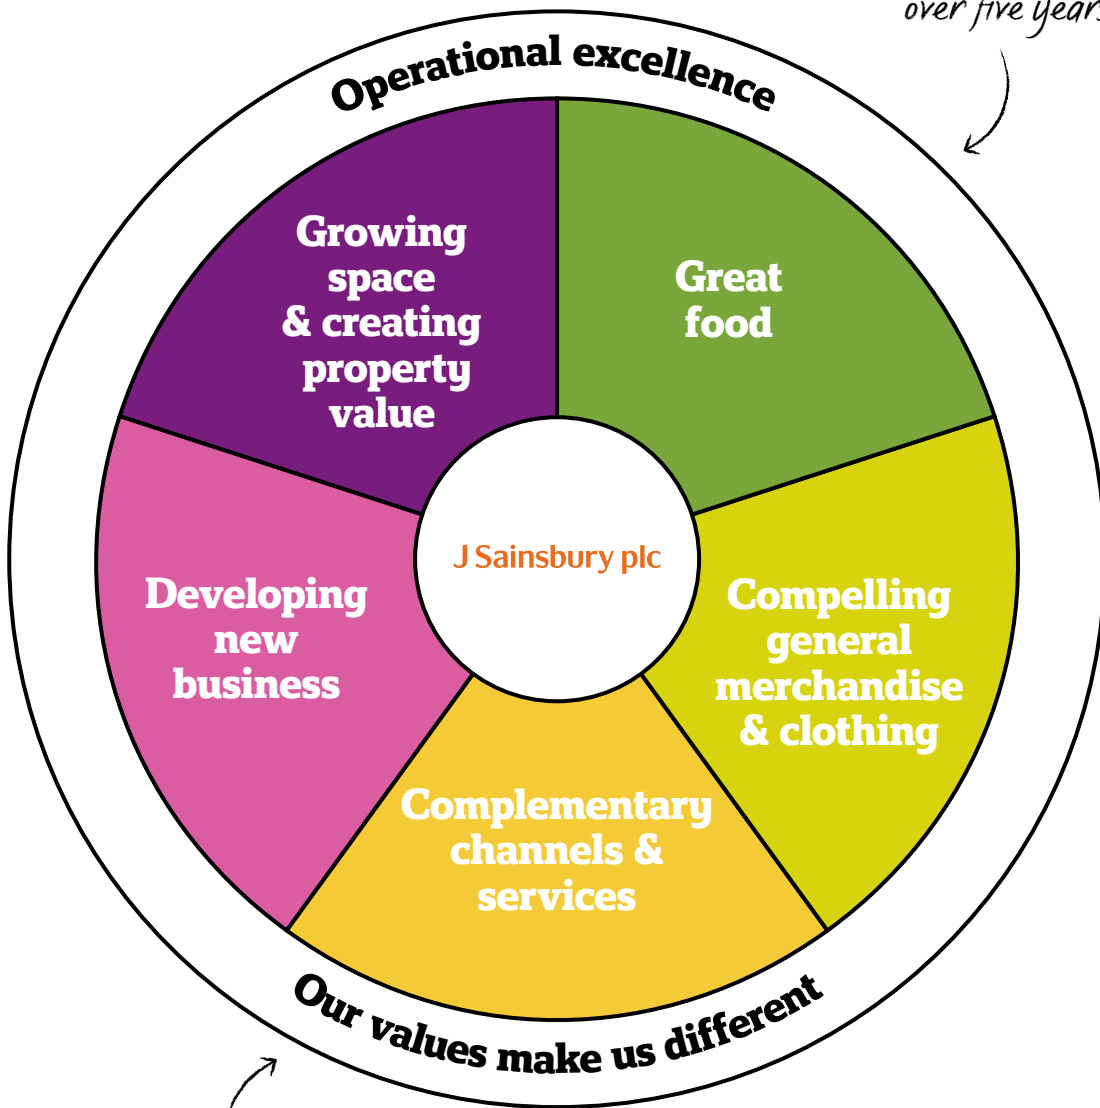 over five years
Operational excellence
Growing
space
& creating
property
value
Great
food
J Sainsbury plc
Developing
new
business
Compelling
general
merchandise
& clothing
Complementary
channels &
services
Our values make us different